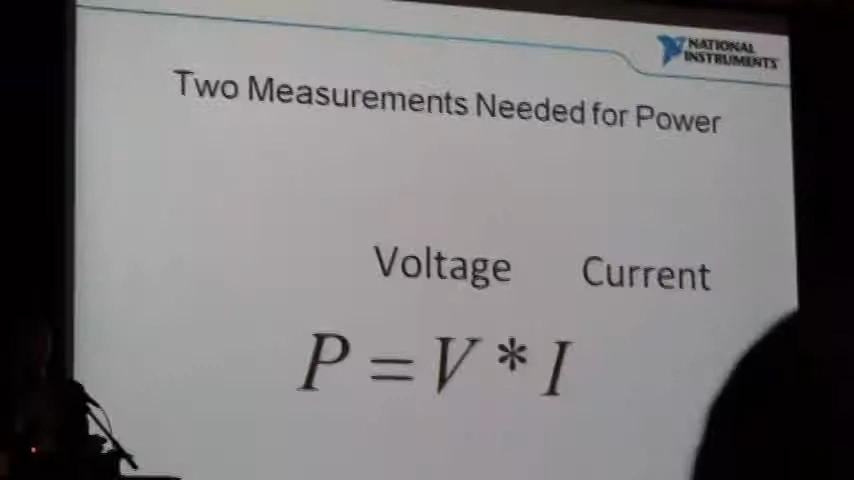 NATIONAL
INSTRUMENTS
Two Measurements Needed for Power
Voltage Current
P = V * I